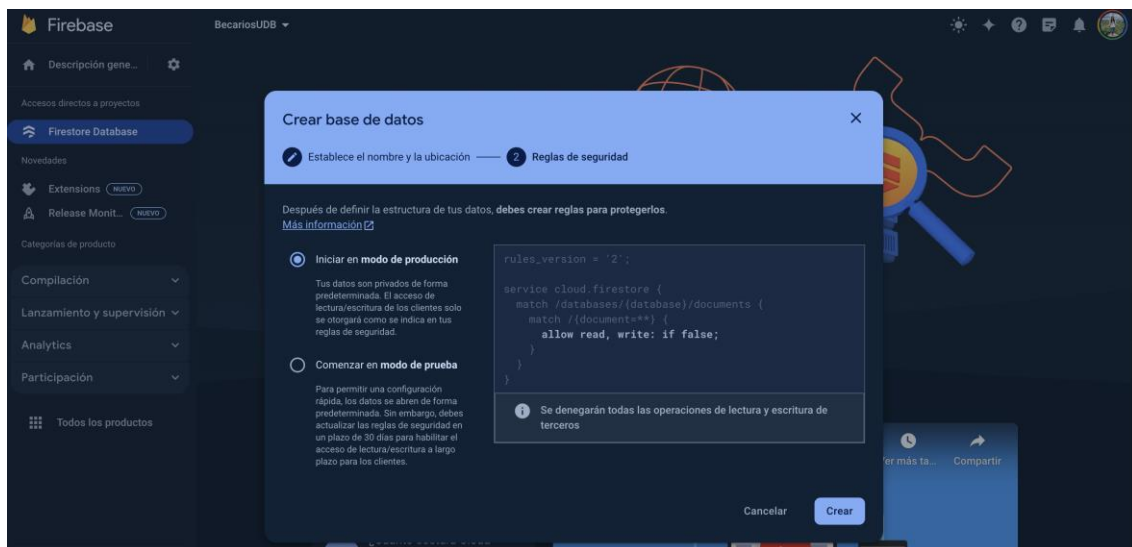 Firebase
BecariosUDB
Descripción gene...
Accesos directos a proyectos
Firestore Database
Novedades
Extensions NUEVO
Release Monit... NUEVO
Categorías de producto
Compilación
Lanzamiento y supervisión
Analytics
Participación
Todos los productos
Crear base de datos
Establece el nombre y la ubicación
2 Reglas de seguridad
Después de definir la estructura de tus datos, debes crear reglas para protegerlos.
Más información
Iniciar en modo de producción
Tus datos son privados de forma
predeterminada. El acceso de
lectura/escritura de los clientes solo
se otorgará como se indica en tus
reglas de seguridad.
Comenzar en modo de prueba
Para permitir una configuración
rápida, los datos se abren de forma
predeterminada. Sin embargo, debes
actualizar las reglas de seguridad en
un plazo de 30 días para habilitar el
acceso de lectura/escritura a largo
plazo para los clientes.
rules_version = '2';
service cloud.firestore {
match /databases/{database}/documents {
match /{document=**} {
allow read, write: if false;
}
}
}
Se denegarán todas las operaciones de lectura y escritura de
terceros
Cancelar
Crear
er más ta...
Compartir